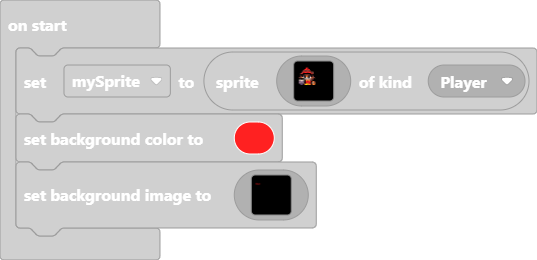 on start
set mySprite to sprite of kind Player
set background color to
set background image to